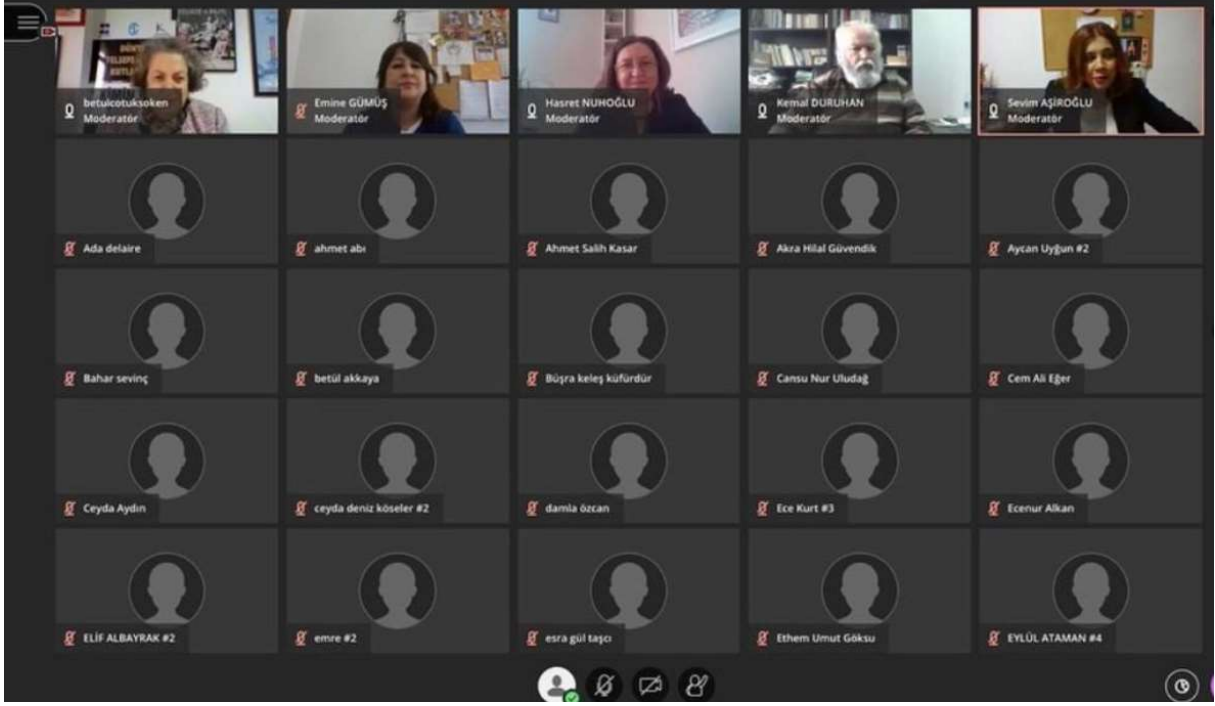 DÜNYA
FELSEFE
betulcotuksoken
Moderatör
Emine GÜMÜŞ
Moderatör
Hasret NUHOĞLU
Moderatör
Kemal DURUHAN
Moderatör
Sevim AŞIROĞLU
Moderatör
Ada delaire
ahmet abı
Ahmet Salih Kasar
Akra Hilal Güvendik
Aycan Uyğun #2
Bahar sevinç
betül akkaya
Büşra keleş küfürdür
Cansu Nur Uludağ
Cem Ali Eğer
Ceyda Aydın
ceyda deniz köseler #2
damla özcan
Ece Kurt #3
Ecenur Alkan
ELİF ALBAYRAK #2
emre #2
esra gül taşcı
Ethem Umut Göksu
EYLÜL ATAMAN #4